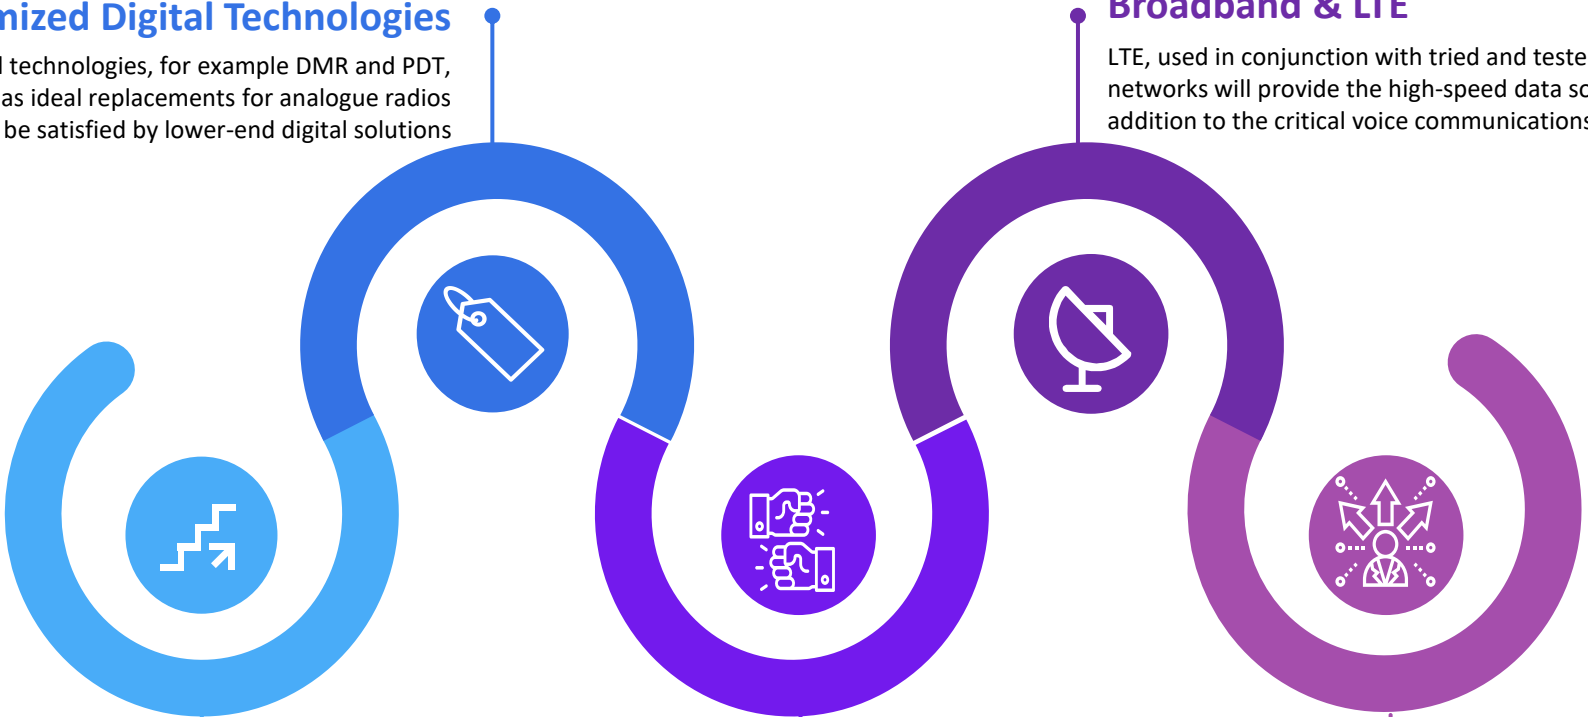 mized Digital Technologies
technologies, for example DMR and PDT,
as ideal replacements for analogue radios
be satisfied by lower-end digital solutions
Broadband & LTE
LTE, used in conjunction with tried and teste
networks will provide the high-speed data so
addition to the critical voice communications